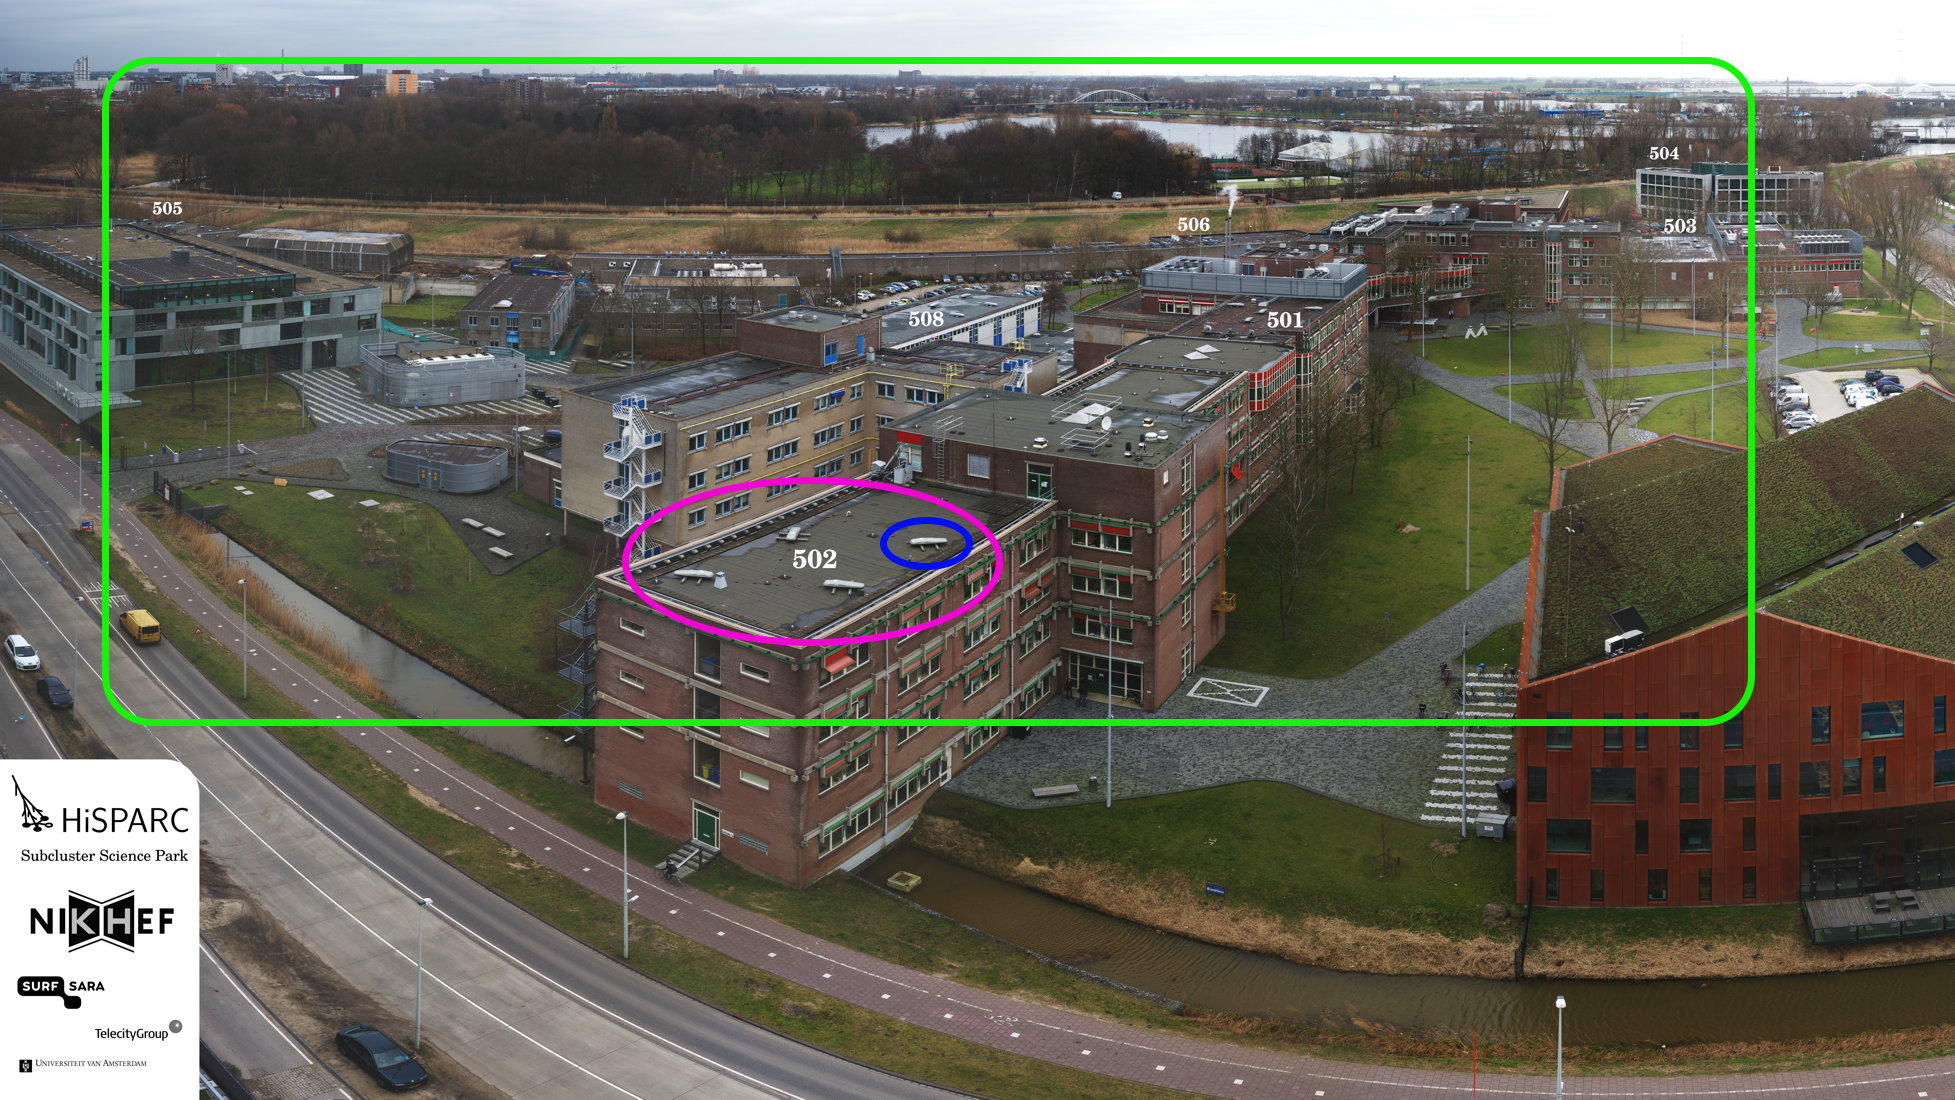 504
505
506
503
508
501
502
HiSPARC
Subcluster Science Park
NIKHEF
SURF SARA
TelecityGroup
UNIVERSITEIT VAN AMSTERDAM